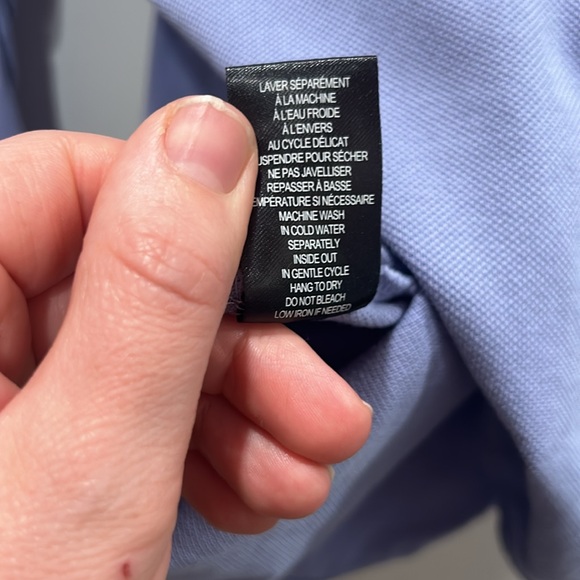 LAVER SÉPARÉMENT
À LA MACHINE
À L'EAU FROIDE
À L'ENVERS
AU CYCLE DÉLICAT
USPENDRE POUR SÉCHER
NE PAS JAVELLISER
REPASSER À BASSE
EMPÉRATURE SI NÉCESSAIRE
MACHINE WASH
IN COLD WATER
SEPARATELY
INSIDE OUT
IN GENTLE CYCLE
HANG TO DRY
DO NOT BLEACH
LOW IRON IF NEEDED